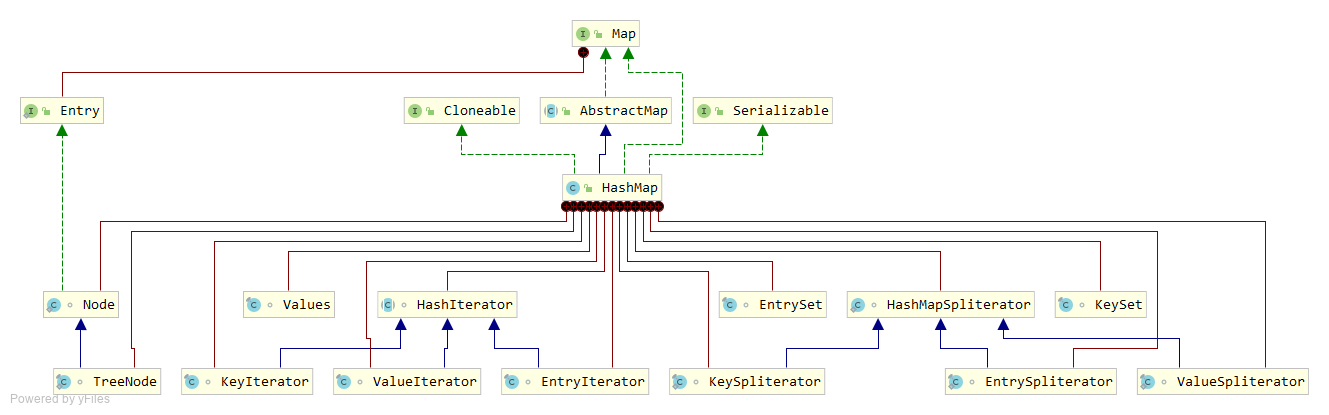 Map
Entry
Cloneable
AbstractMap
Serializable
HashMap
Node
Values
HashIterator
EntrySet
HashMapSpliterator
KeySet
TreeNode
KeyIterator
ValueIterator
EntryIterator
KeySpliterator
EntrySpliterator
ValueSpliterator
Powered by yFiles